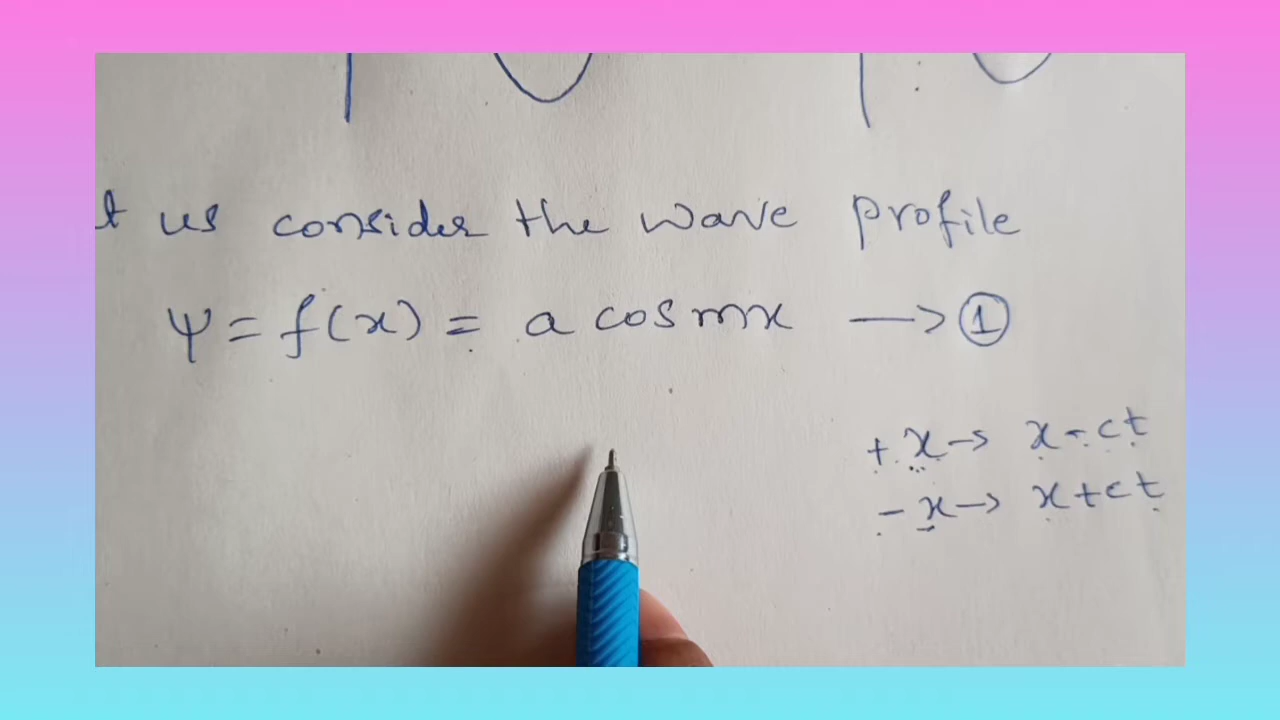 t us consider the wave profile
ψ = f(x) = a cos mx → ①
+ x → x - ct
- x → x + ct